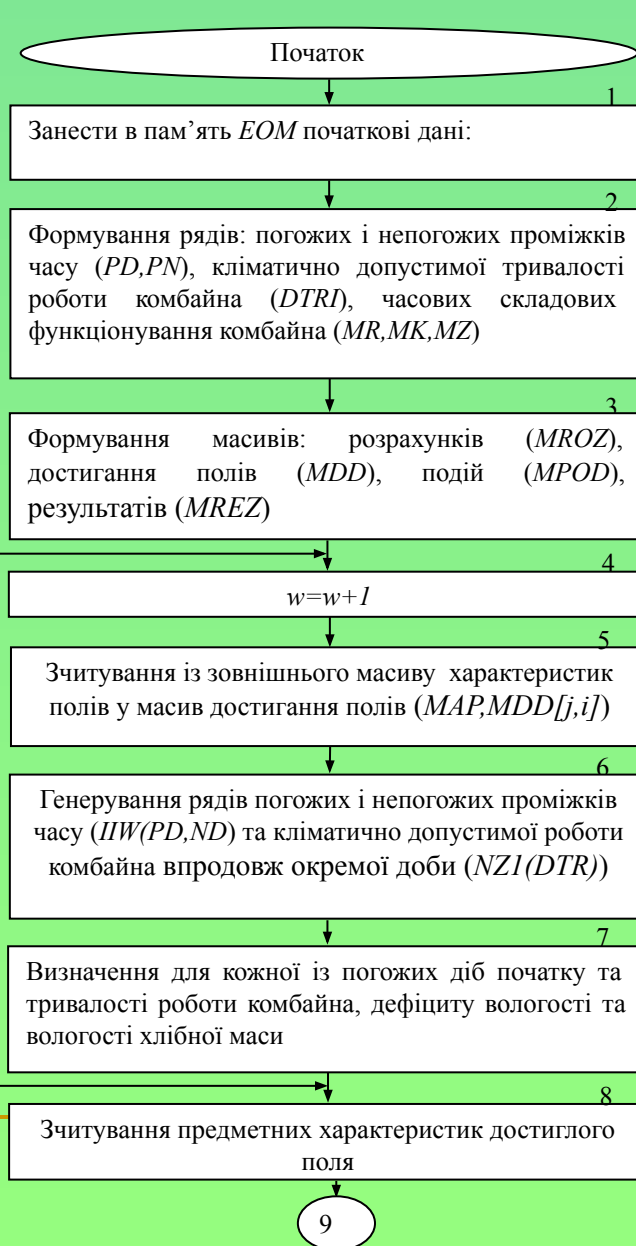 Початок
1
Занести в пам’ять ЕОМ початкові дані:
2
Формування рядів: погожих і непогожих проміжків
часу (PD,PN), кліматично допустимої тривалості
роботи комбайна (DTRI), часових складових
функціонування комбайна (MR,MK,MZ)
3
Формування масивів: розрахунків (MROZ),
достигання полів (MDD), подій (MPOD),
результатів (MREZ)
4
w=w+1
5
Зчитування із зовнішнього масиву характеристик
полів у масив достигання полів (MAP,MDD[j,i])
6
Генерування рядів погожих і непогожих проміжків
часу (IIW(PD,ND) та кліматично допустимої роботи
комбайна впродовж окремої доби (NZ1(DTR))
7
Визначення для кожної із погожих діб початку та
тривалості роботи комбайна, дефіциту вологості та
вологості хлібної маси
8
Зчитування предметних характеристик достиглого
поля
9